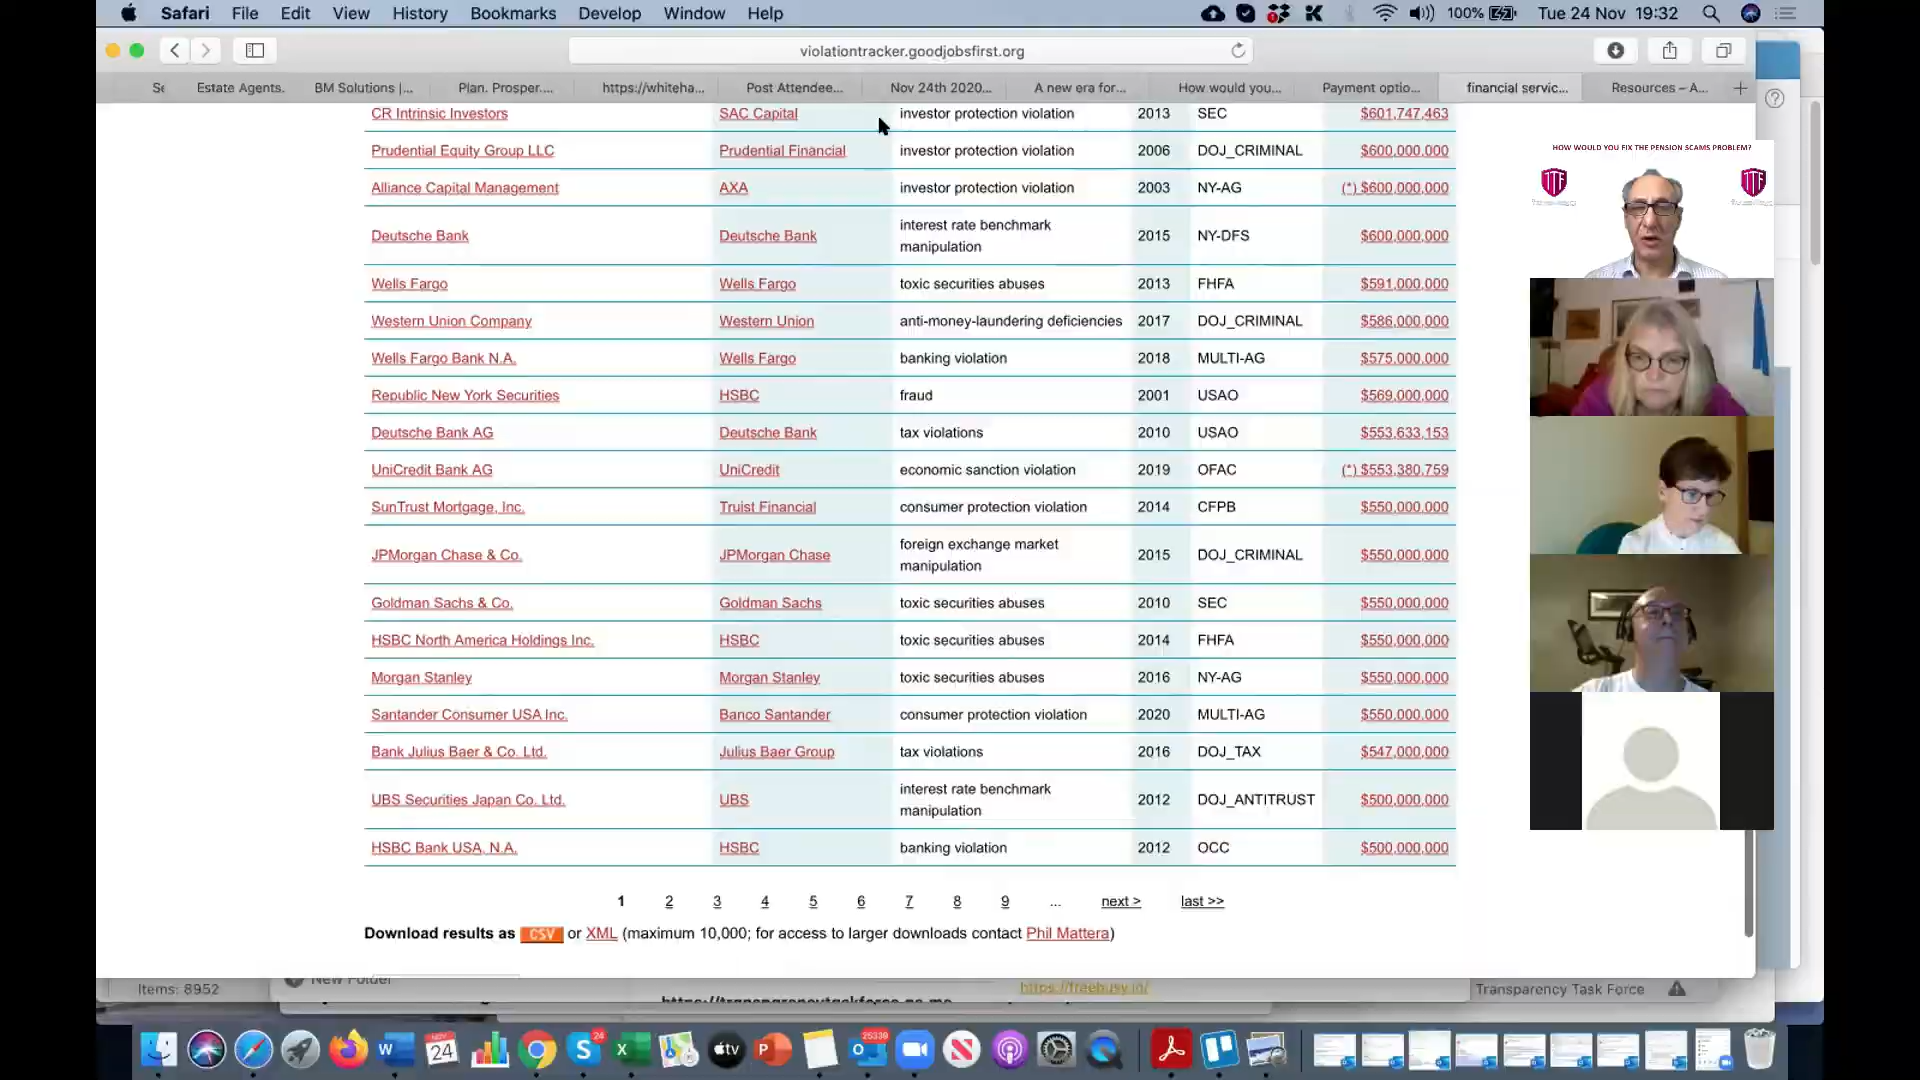 Safari File Edit View History Bookmarks Develop Window Help 100% Tue 24 Nov 19:32
violationtracker.goodjobsfirst.org
Se Estate Agents. BM Solutions |... Plan. Prosper.... https://whiteha... Post Attendee... Nov 24th 2020... A new era for... How would you... Payment optio... financial servic... Resources – A...
CR Intrinsic Investors SAC Capital investor protection violation 2013 SEC $601,747,463
Prudential Equity Group LLC Prudential Financial investor protection violation 2006 DOJ_CRIMINAL $600,000,000
Alliance Capital Management AXA investor protection violation 2003 NY-AG (*) $600,000,000
Deutsche Bank Deutsche Bank interest rate benchmark manipulation 2015 NY-DFS $600,000,000
Wells Fargo Wells Fargo toxic securities abuses 2013 FHFA $591,000,000
Western Union Company Western Union anti-money-laundering deficiencies 2017 DOJ_CRIMINAL $586,000,000
Wells Fargo Bank N.A. Wells Fargo banking violation 2018 MULTI-AG $575,000,000
Republic New York Securities HSBC fraud 2001 USAO $569,000,000
Deutsche Bank AG Deutsche Bank tax violations 2010 USAO $553,633,153
UniCredit Bank AG UniCredit economic sanction violation 2019 OFAC (*) $553,380,759
SunTrust Mortgage, Inc. Truist Financial consumer protection violation 2014 CFPB $550,000,000
JPMorgan Chase & Co. JPMorgan Chase foreign exchange market manipulation 2015 DOJ_CRIMINAL $550,000,000
Goldman Sachs & Co. Goldman Sachs toxic securities abuses 2010 SEC $550,000,000
HSBC North America Holdings Inc. HSBC toxic securities abuses 2014 FHFA $550,000,000
Morgan Stanley Morgan Stanley toxic securities abuses 2016 NY-AG $550,000,000
Santander Consumer USA Inc. Banco Santander consumer protection violation 2020 MULTI-AG $550,000,000
Bank Julius Baer & Co. Ltd. Julius Baer Group tax violations 2016 DOJ_TAX $547,000,000
UBS Securities Japan Co. Ltd. UBS interest rate benchmark manipulation 2012 DOJ_ANTITRUST $500,000,000
HSBC Bank USA, N.A. HSBC banking violation 2012 OCC $500,000,000
1 2 3 4 5 6 7 8 9 ... next > last >>
Download results as CSV or XML (maximum 10,000; for access to larger downloads contact Phil Mattera)
HOW WOULD YOU FIX THE PENSION SCAMS PROBLEM?
TTF TTF
New Folder
Items: 8952
https://freebusy.io/
Transparency Task Force
NOV 24
tv
24
25339